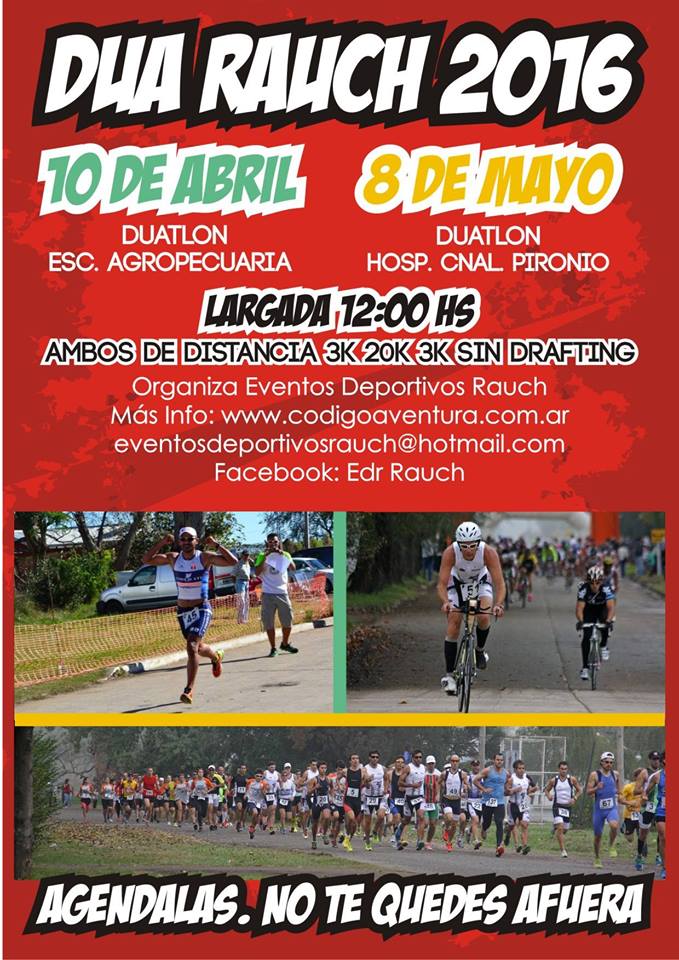 DUA RAUCH 2016
10 DE ABRIL
DUATLON
ESC. AGROPECUARIA
8 DE MAYO
DUATLON
HOSP. CNAL. PIRONIO
LARGADA 12:00 HS
AMBOS DE DISTANCIA 3K 20K 3K SIN DRAFTING
Organiza Eventos Deportivos Rauch
Más Info: www.codigoaventura.com.ar
eventosdeportivosrauch@hotmail.com
Facebook: Edr Rauch
AGENDALAS. NO TE QUEDES AFUERA